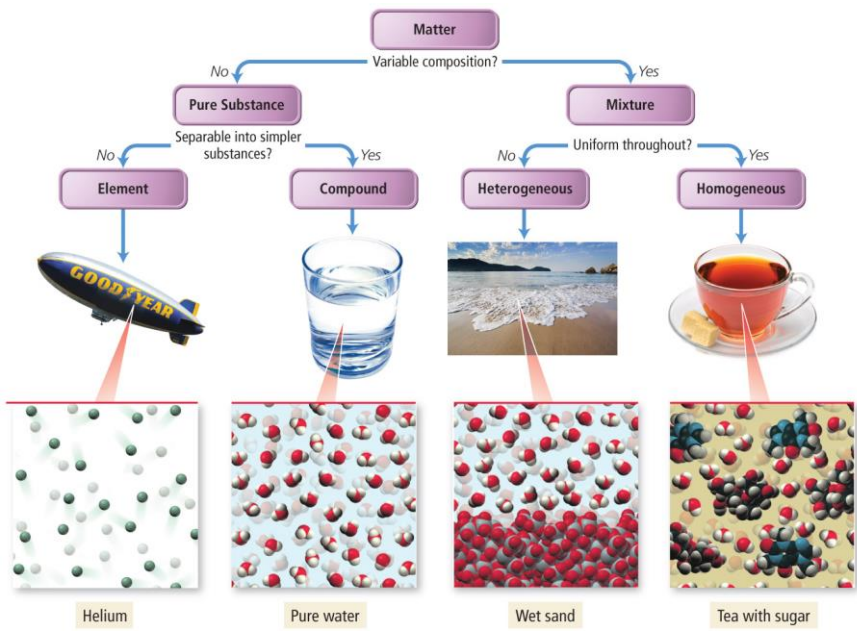 Matter
Variable composition?
No
Yes
Pure Substance
Mixture
Separable into simpler
substances?
Uniform throughout?
No
Yes
No
Yes
Element
Compound
Heterogeneous
Homogeneous
GOODYEAR
Helium
Pure water
Wet sand
Tea with sugar